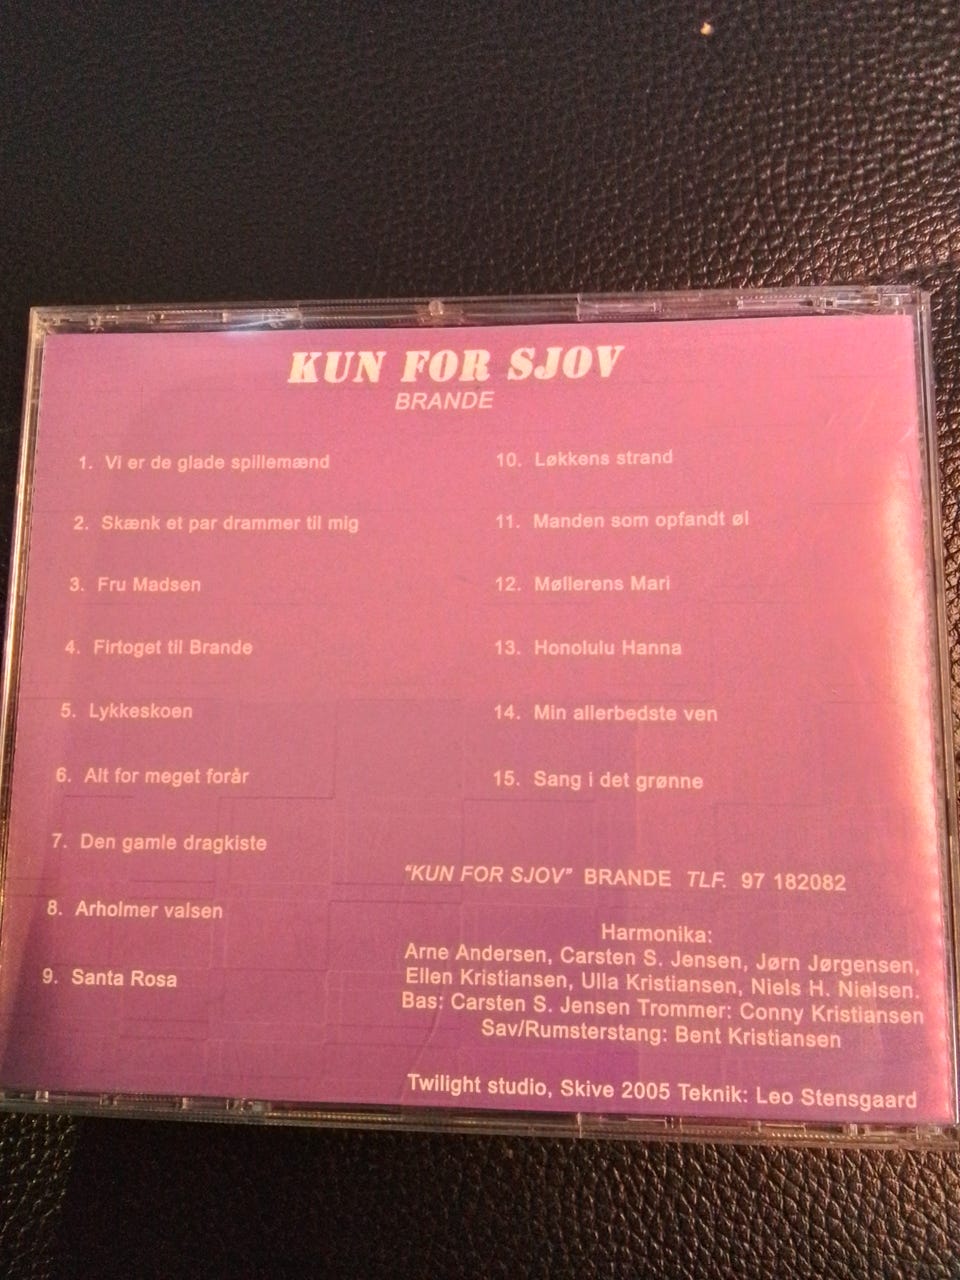 KUN FOR SJOV
BRANDE
1. Vi er de glade spillemænd
2. Skænk et par drammer til mig
3. Fru Madsen
4. Firtoget til Brande
5. Lykkeskoen
6. Alt for meget forår
7. Den gamle dragkiste
8. Arholmer valsen
9. Santa Rosa
10. Løkkens strand
11. Manden som opfandt øl
12. Møllerens Mari
13. Honolulu Hanna
14. Min allerbedste ven
15. Sang i det grønne
"KUN FOR SJOV" BRANDE TLF. 97 182082
Harmonika:
Arne Andersen, Carsten S. Jensen, Jørn Jørgensen,
Ellen Kristiansen, Ulla Kristiansen, Niels H. Nielsen.
Bas: Carsten S. Jensen Trommer: Conny Kristiansen
Sav/Rumsterstang: Bent Kristiansen
Twilight studio, Skive 2005 Teknik: Leo Stensgaard